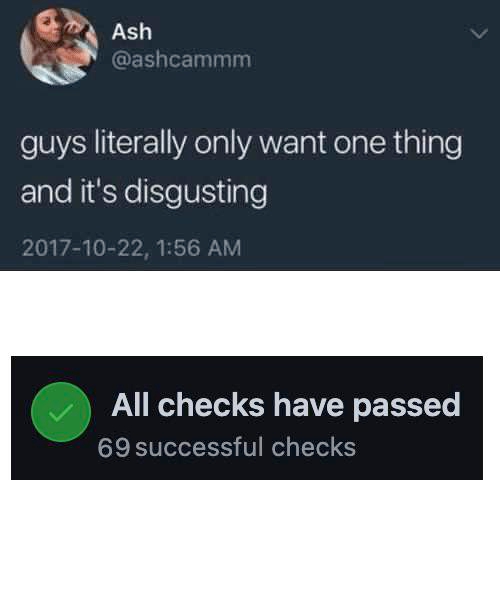 Ash
@ashcammm
guys literally only want one thing
and it's disgusting
2017-10-22, 1:56 AM
All checks have passed
69 successful checks